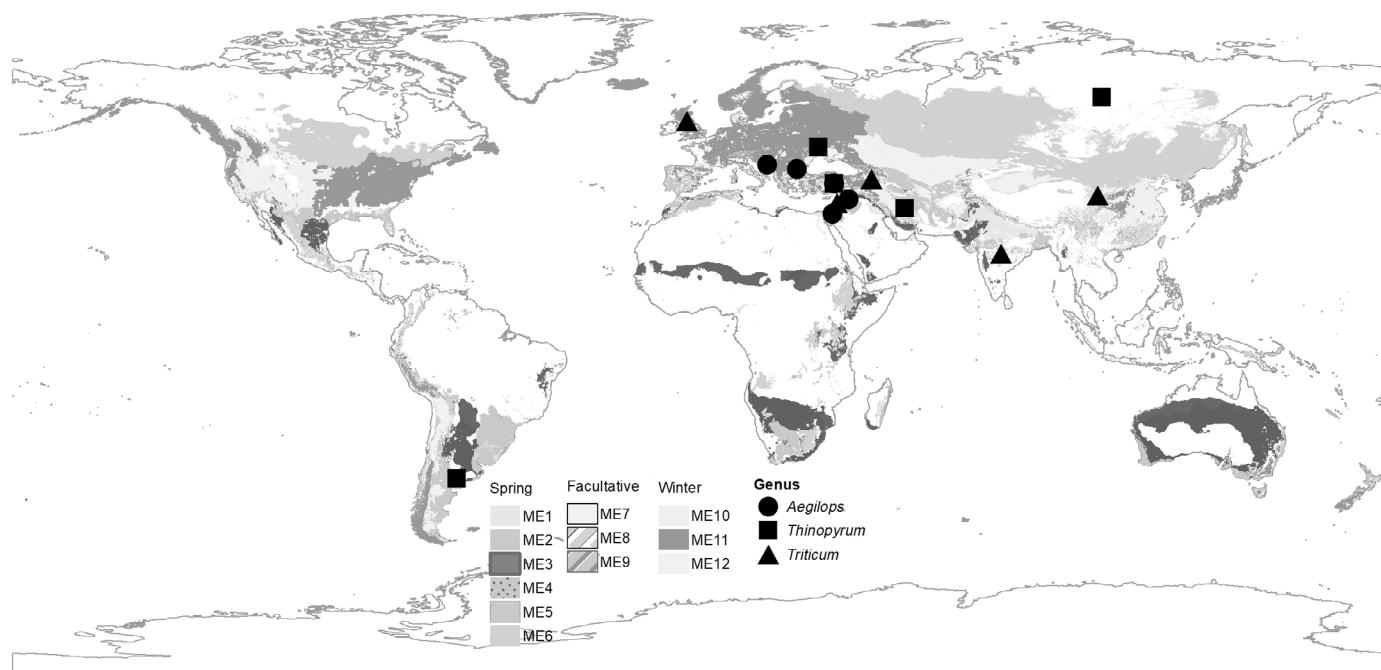 Spring
ME1
ME2
ME3
ME4
ME5
ME6
Facultative
ME7
ME8
ME9
Winter
ME10
ME11
ME12
Genus
Aegilops
Thinopyrum
Triticum